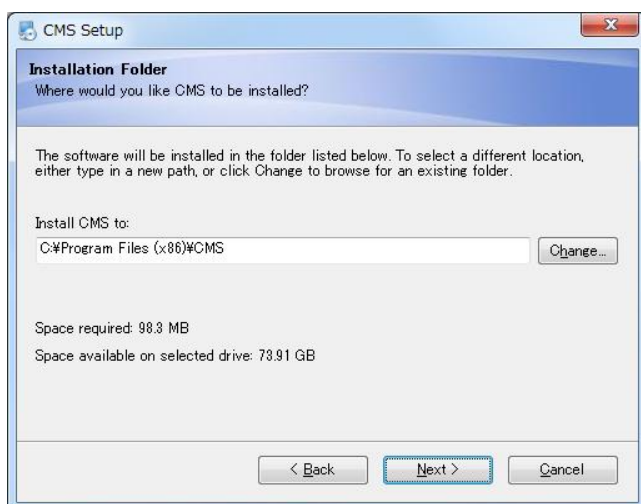 CMS Setup
Installation Folder
Where would you like CMS to be installed?
The software will be installed in the folder listed below. To select a different location,
either type in a new path, or click Change to browse for an existing folder.
Install CMS to:
C:¥Program Files (x86)¥CMS
Change...
Space required: 98.3 MB
Space available on selected drive: 73.91 GB
< Back
Next >
Cancel